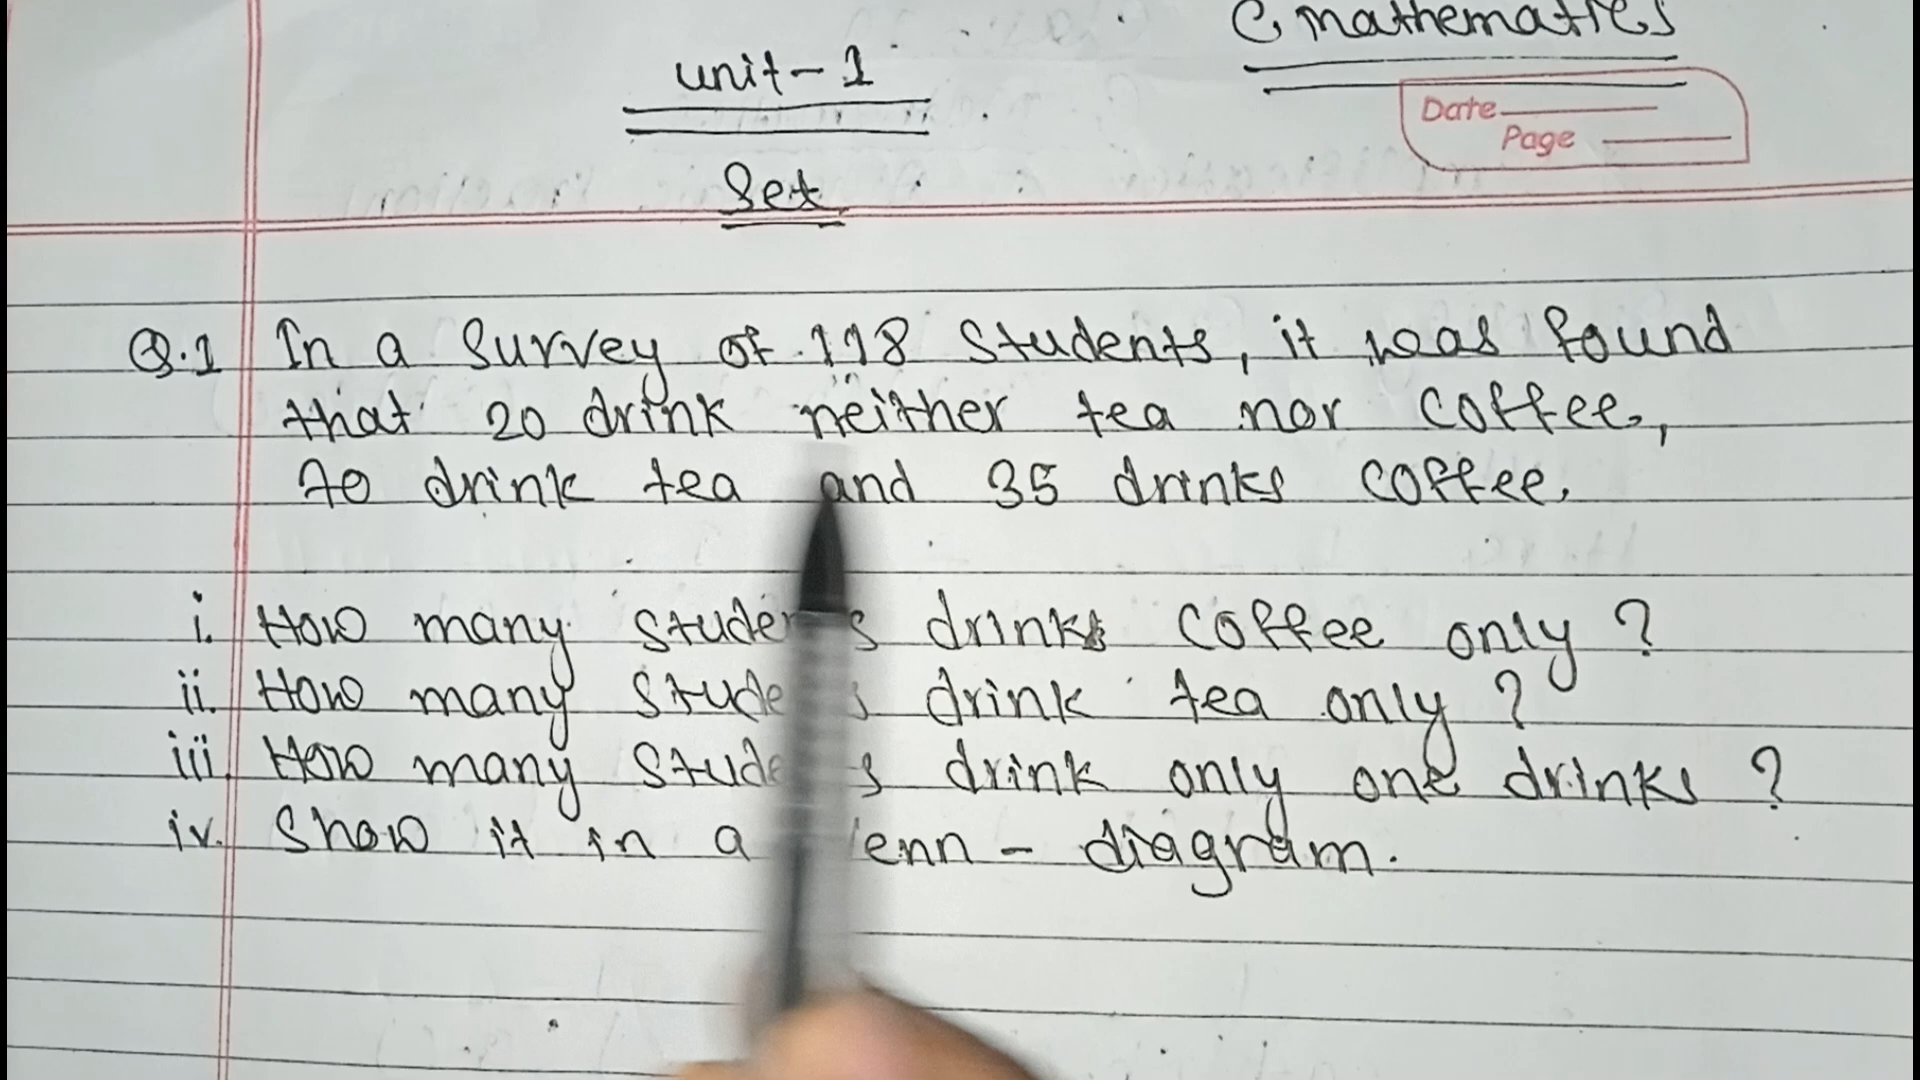 C. mathematics
unit-1
Date
Page
Set
Q.1 In a survey of 118 students, it was found
that 20 drink neither tea nor coffee,
70 drink tea and 35 drinks coffee.
i. How many drinks coffee only ?
ii. How many drink tea only ?
iii. How many drink only one drinks ?
iv. Show it in a - diagram.